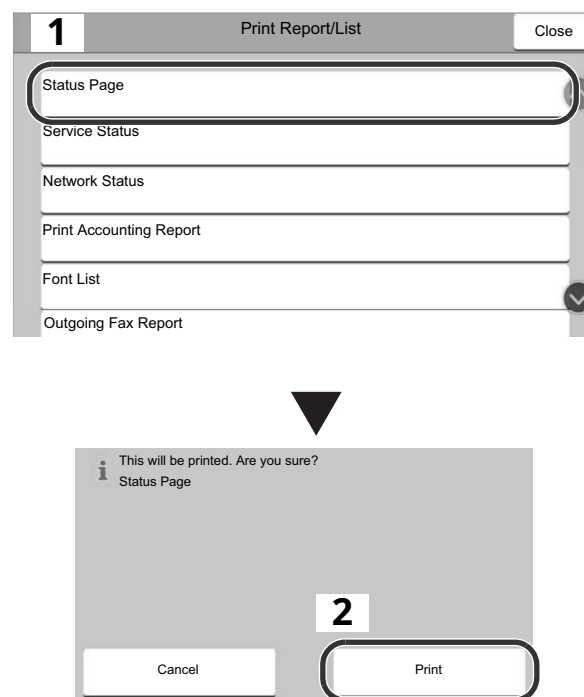 1
Print Report/List
Close
Status Page
Service Status
Network Status
Print Accounting Report
Font List
Outgoing Fax Report
This will be printed. Are you sure?
Status Page
2
Cancel
Print